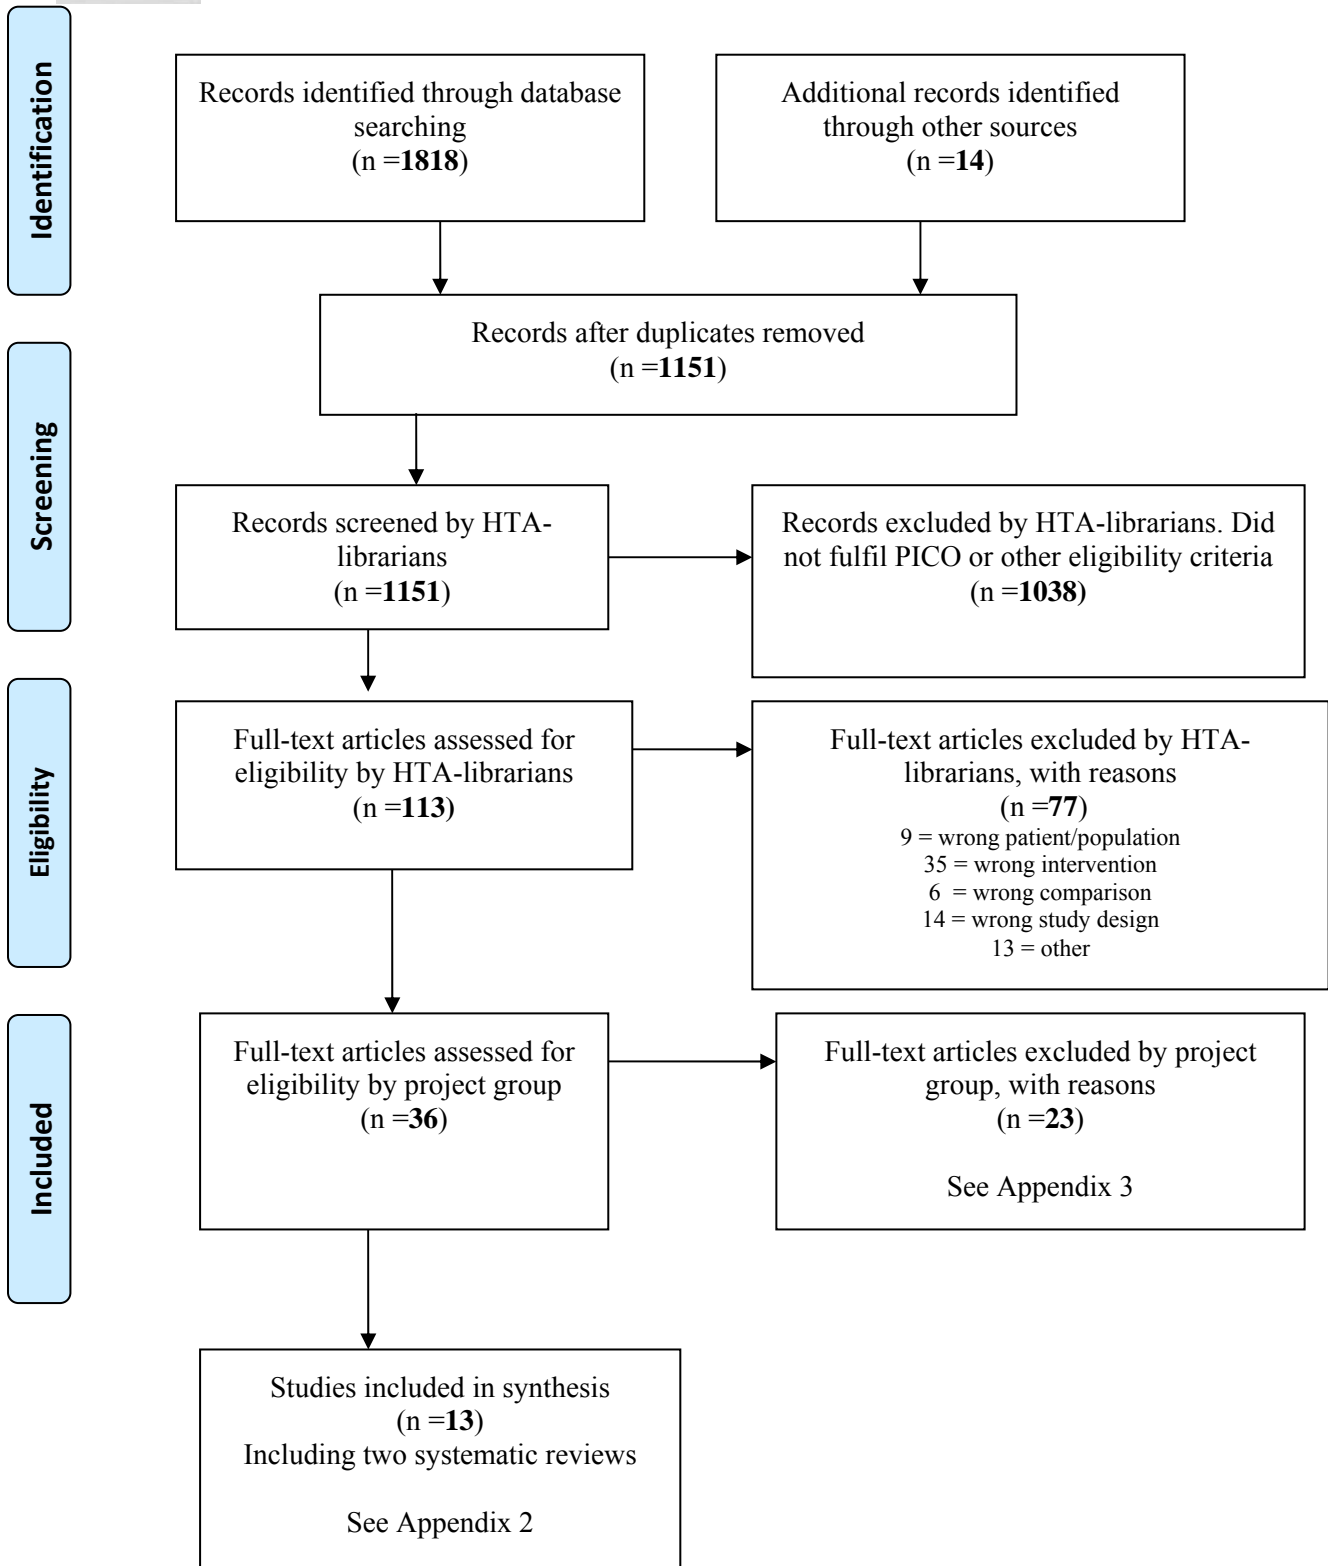 Identification
Records identified through database
searching
(n =1818)
Additional records identified
through other sources
(n =14)
Records after duplicates removed
(n =1151)
Screening
Records screened by HTA-
librarians
(n =1151)
Records excluded by HTA-librarians. Did
not fulfil PICO or other eligibility criteria
(n =1038)
Eligibility
Full-text articles assessed for
eligibility by HTA-librarians
(n =113)
Full-text articles excluded by HTA-
librarians, with reasons
(n =77)
9 = wrong patient/population
35 = wrong intervention
6 = wrong comparison
14 = wrong study design
13 = other
Included
Full-text articles assessed for
eligibility by project group
(n =36)
Full-text articles excluded by project
group, with reasons
(n =23)
See Appendix 3
Studies included in synthesis
(n =13)
Including two systematic reviews
See Appendix 2